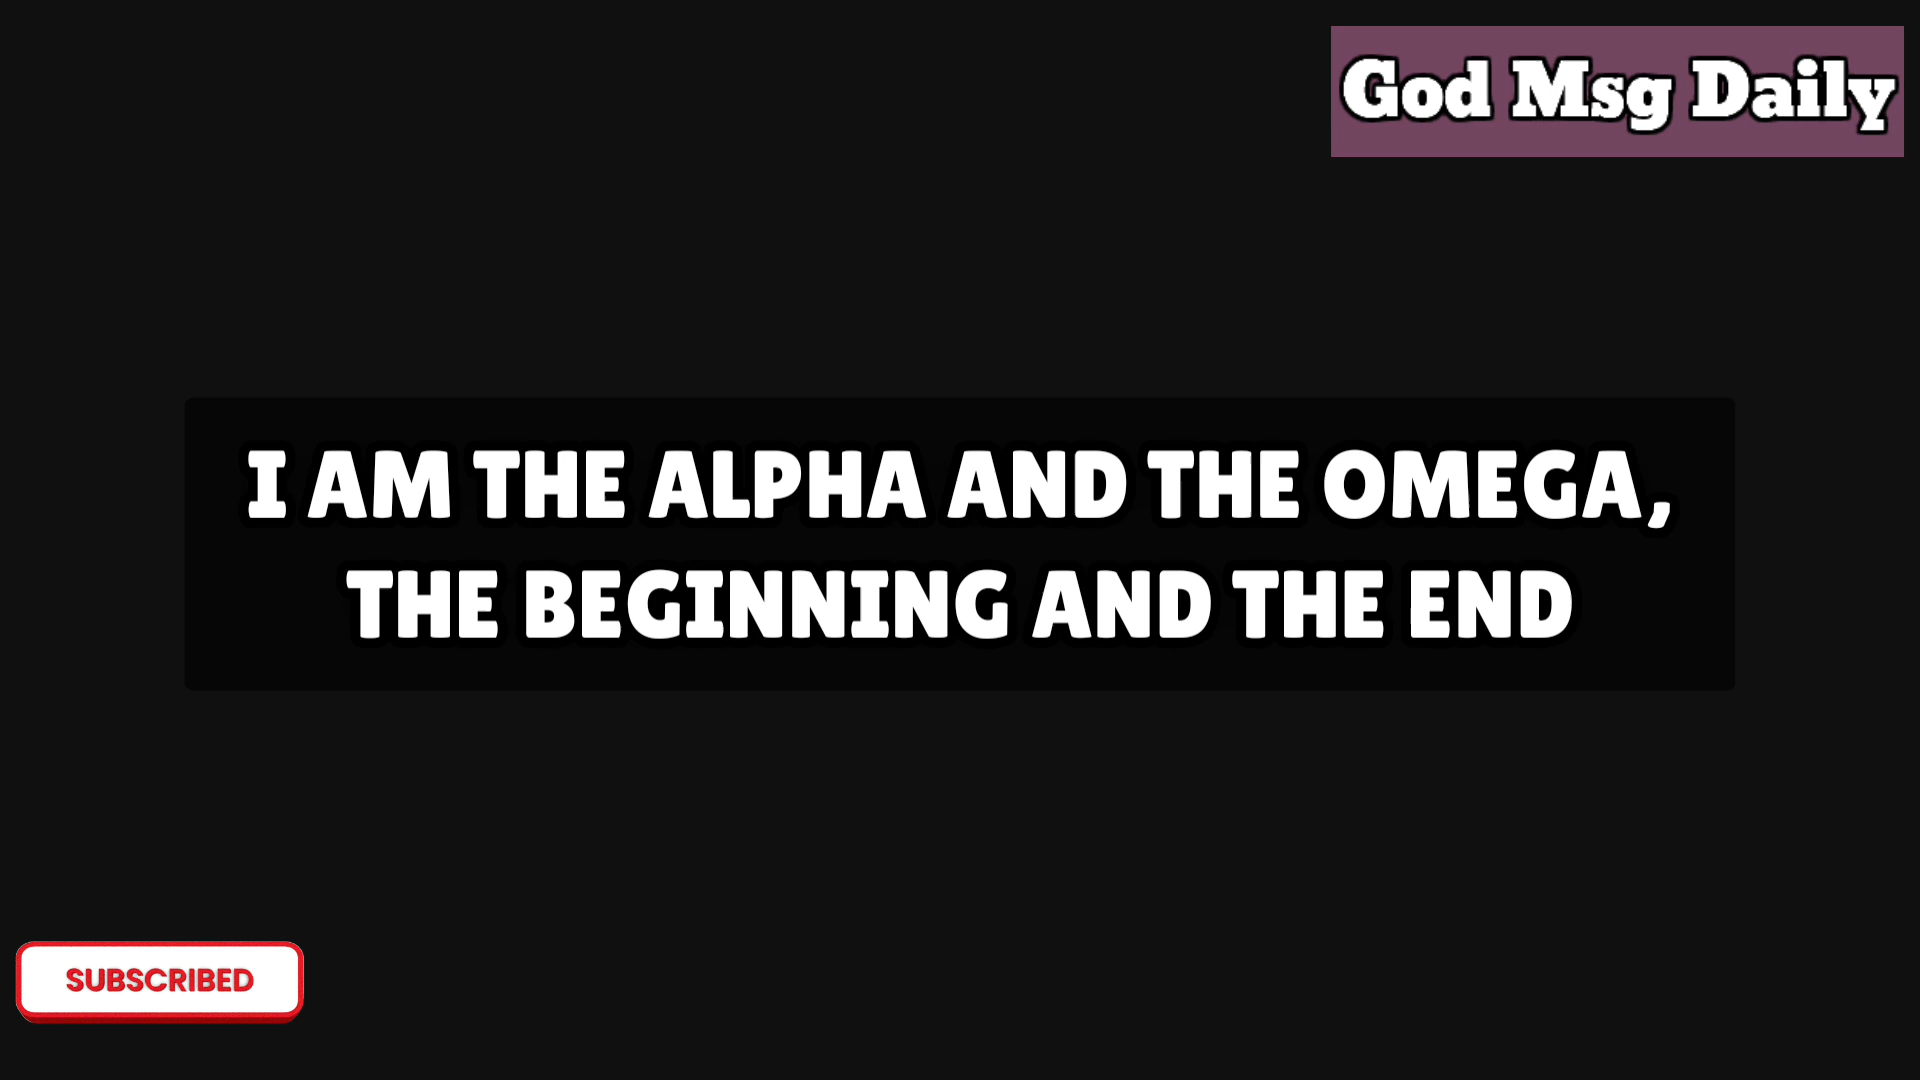 God Msg Daily
I AM THE ALPHA AND THE OMEGA,
THE BEGINNING AND THE END
SUBSCRIBED